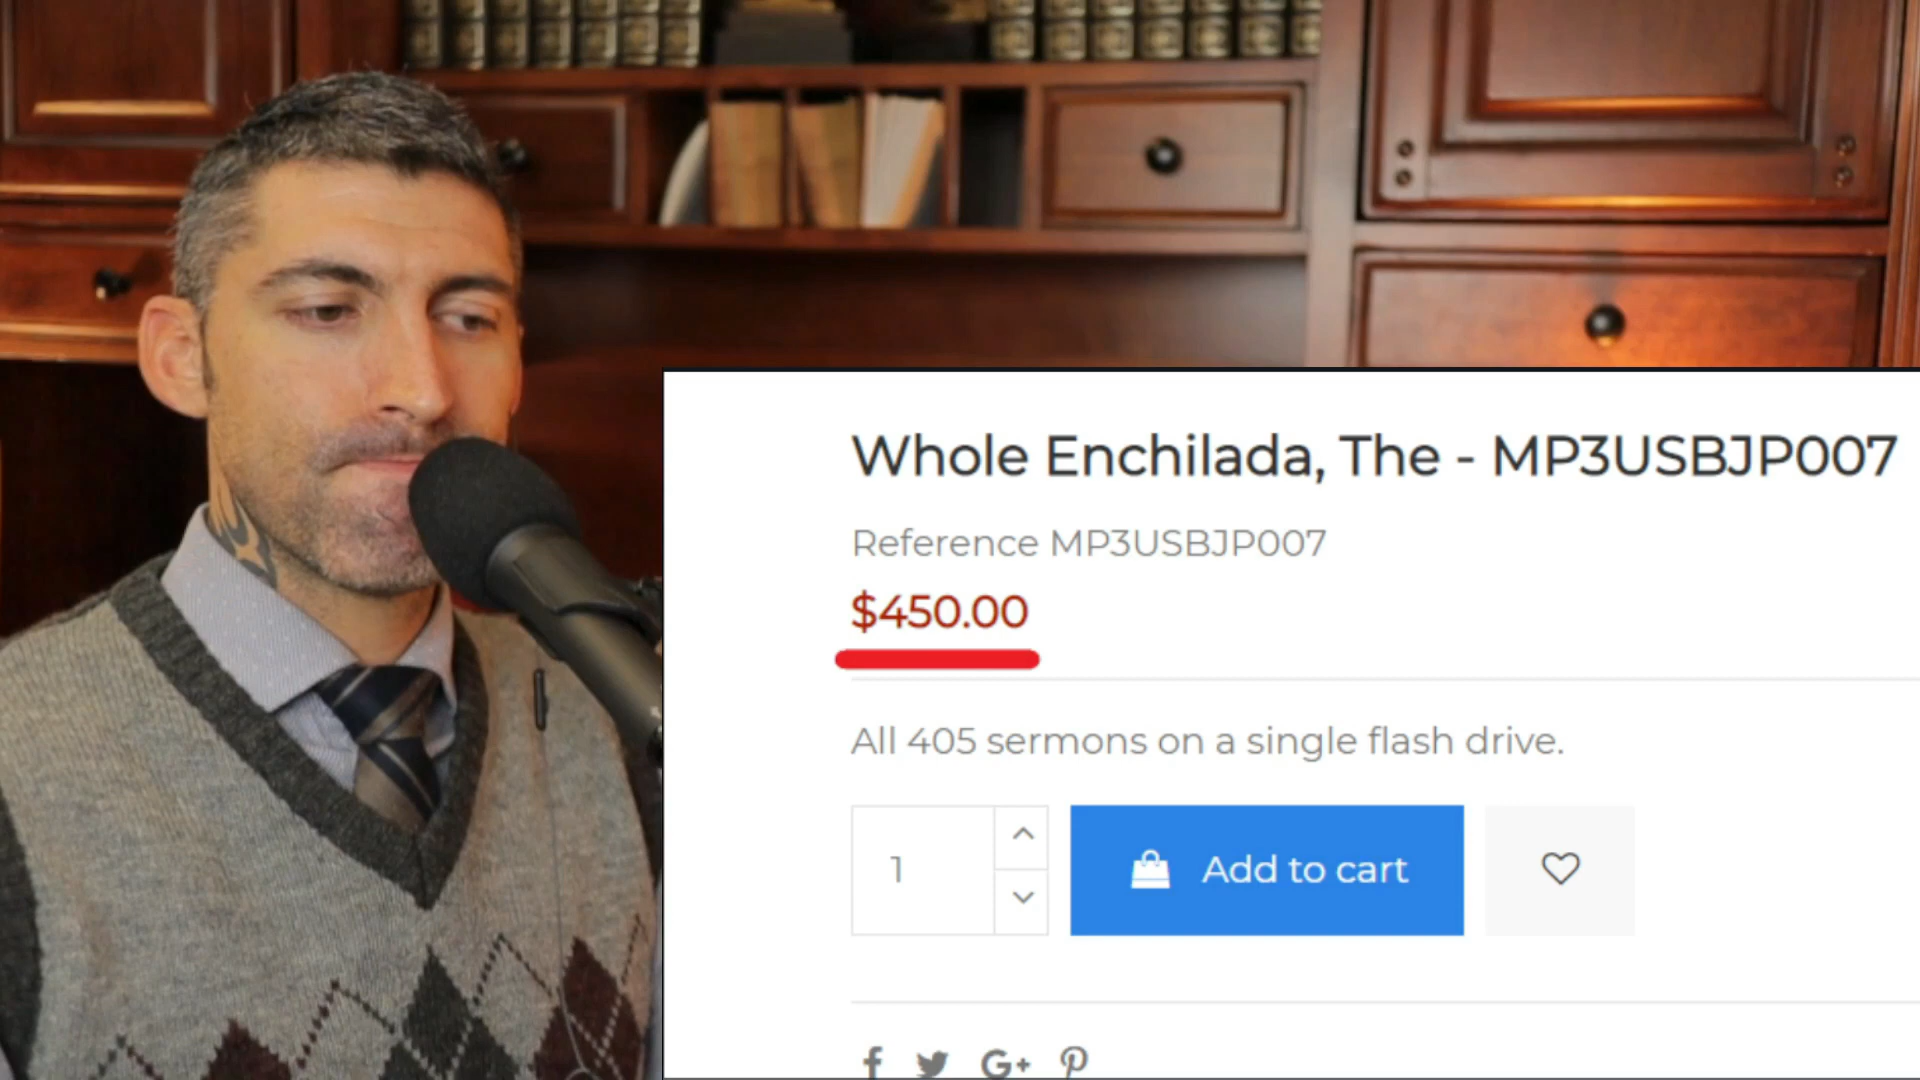 Whole Enchilada, The - MP3USBJP007
Reference MP3USBJP007
$450.00
All 405 sermons on a single flash drive.
1
Add to cart